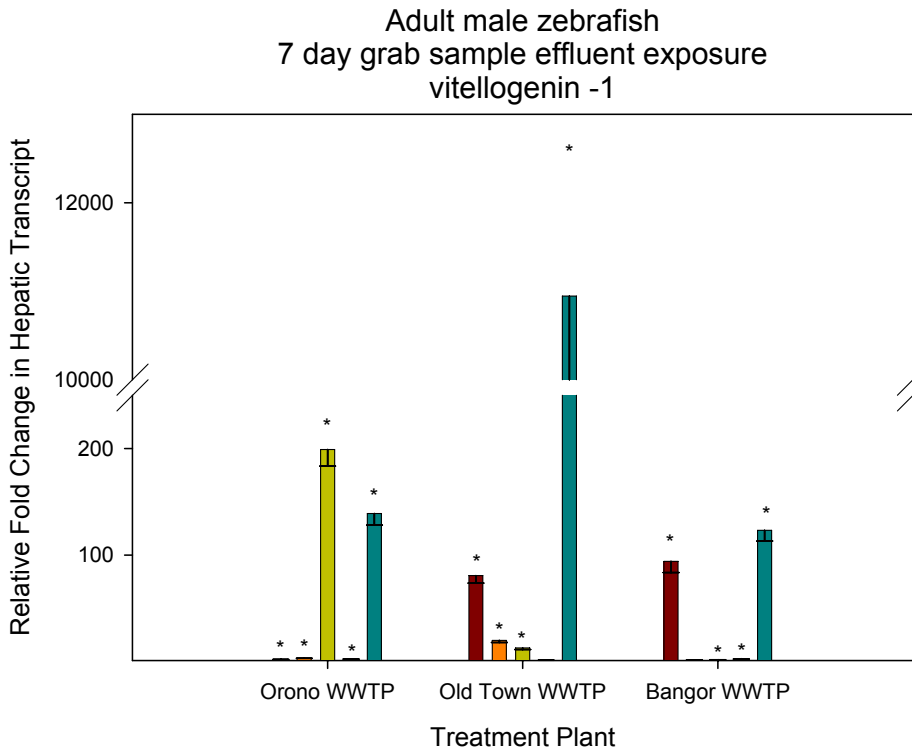 Adult male zebrafish
7 day grab sample effluent exposure
vitellogenin -1
Relative Fold Change in Hepatic Transcript
12000
10000
200
100
*
*
*
*
*
*
*
*
*
*
*
*
*
Orono WWTP
Old Town WWTP
Bangor WWTP
Treatment Plant